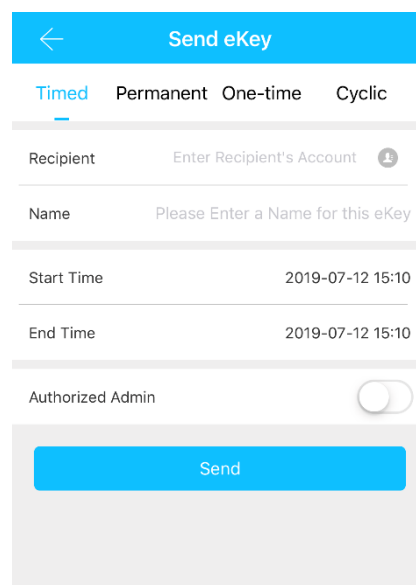 Send eKey
Timed Permanent One-time Cyclic
Recipient Enter Recipient's Account
Name Please Enter a Name for this eKey
Start Time 2019-07-12 15:10
End Time 2019-07-12 15:10
Authorized Admin
Send